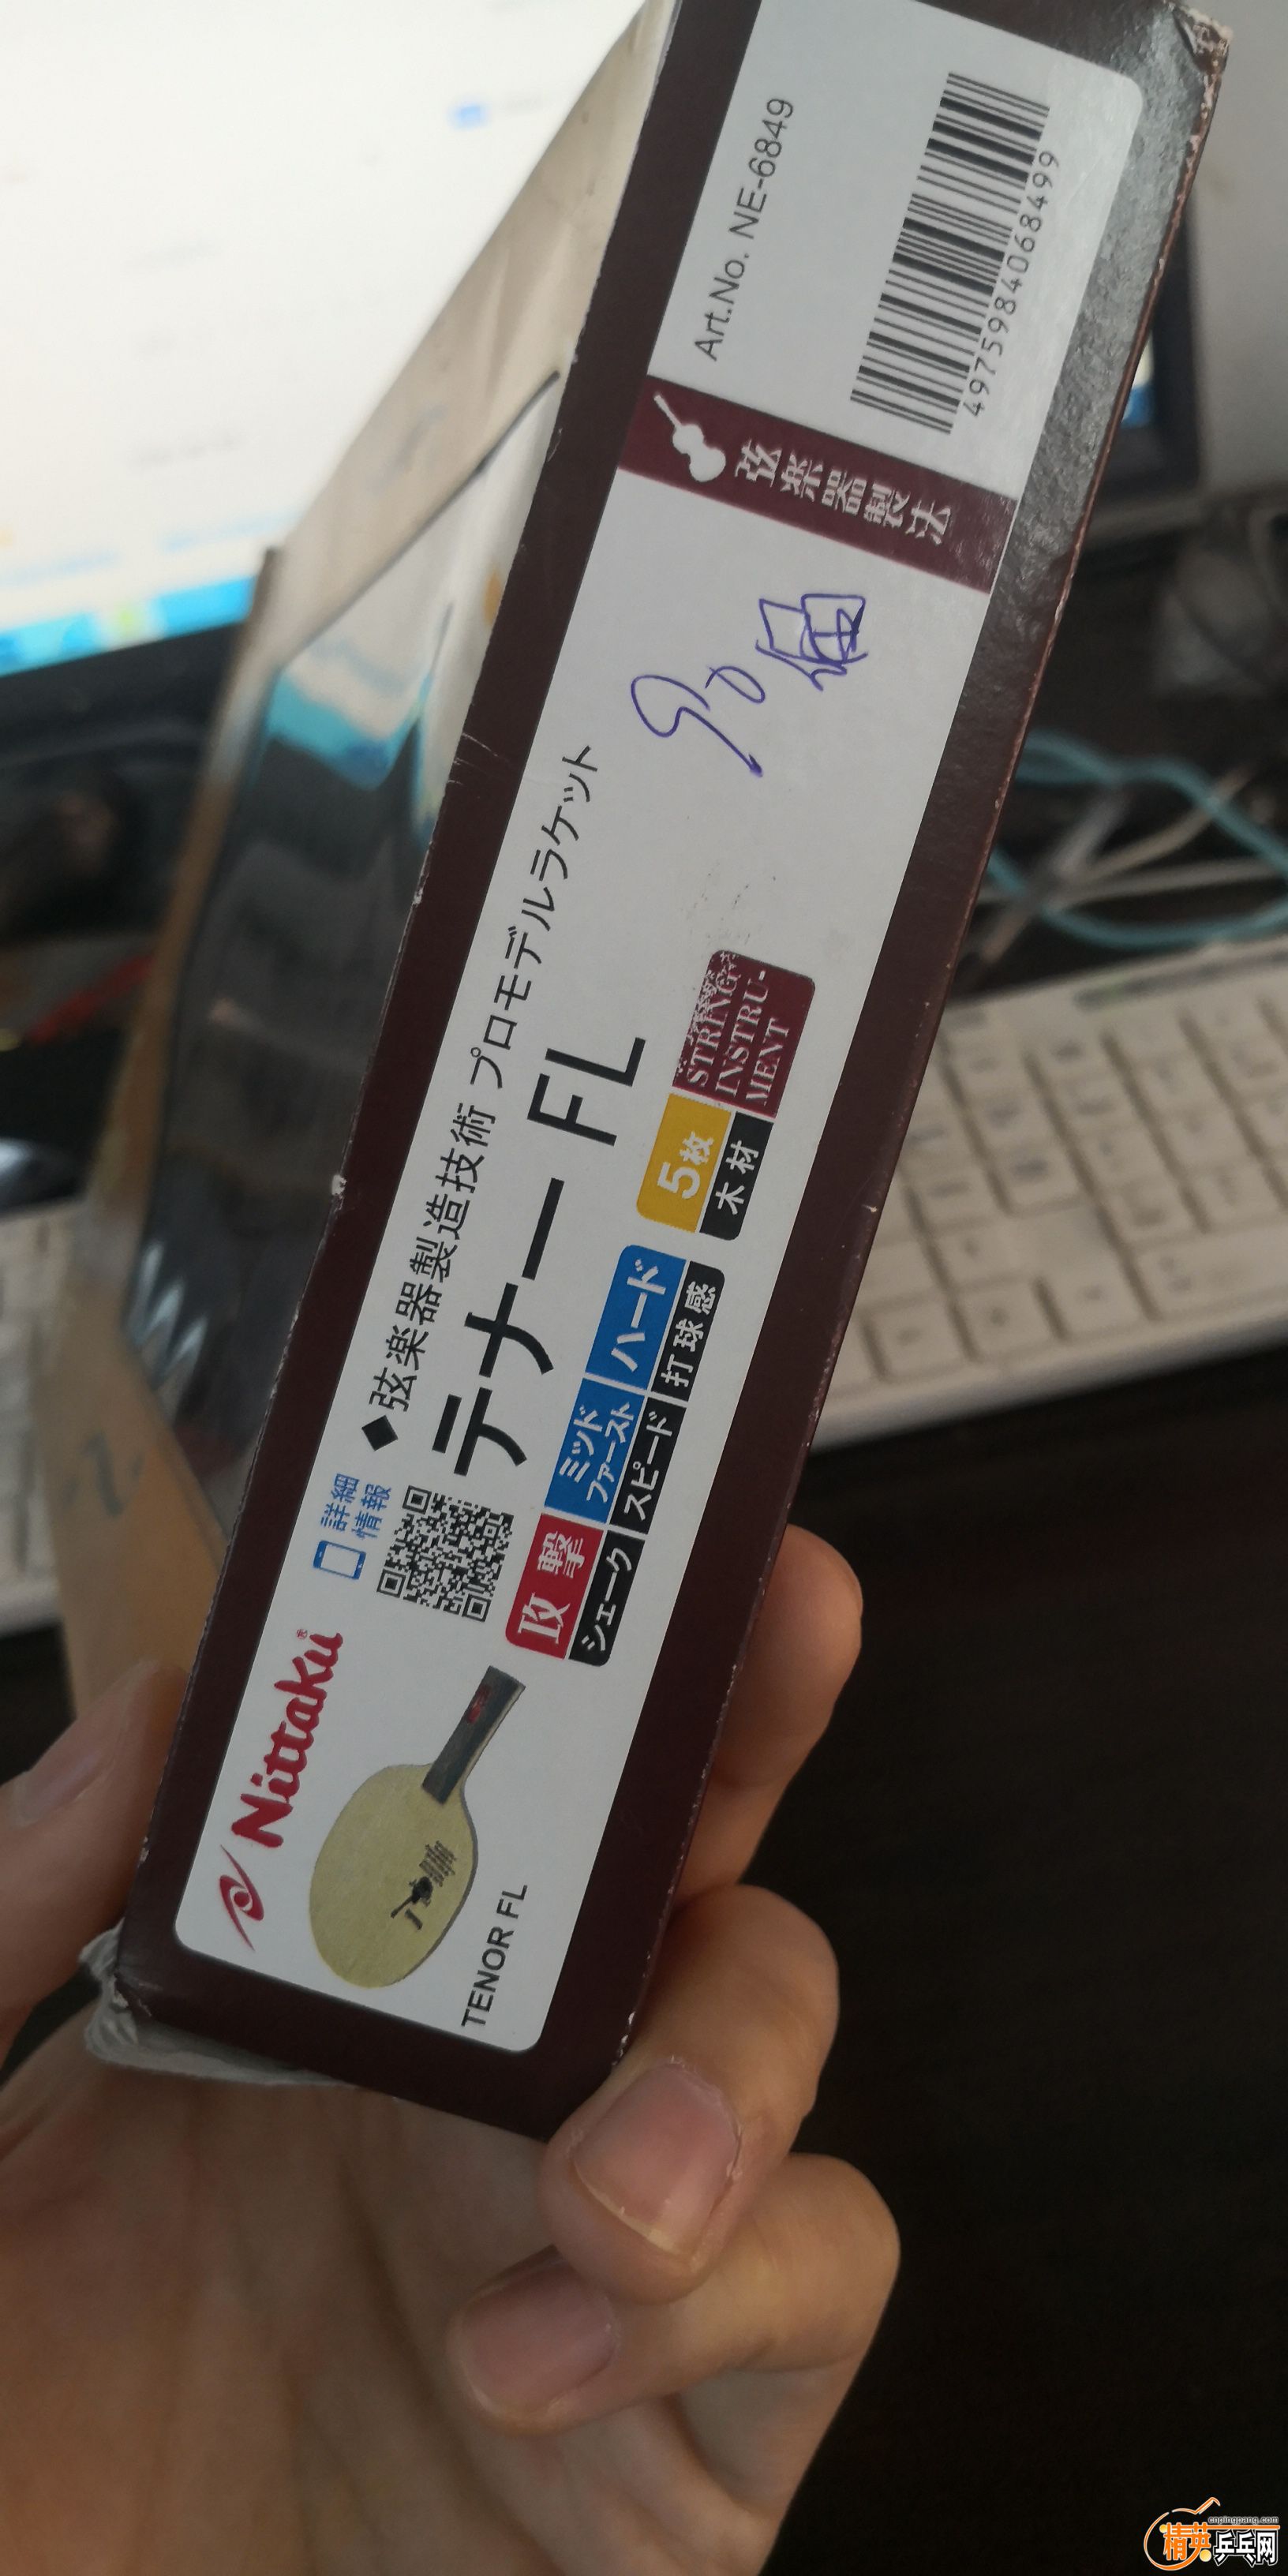 Nittaku
TENOR FL
詳細
情報
◆弦楽器製造技術 プロモデルラケット
テナー FL
攻撃
シェーク
ミッド
ファースト
スピード
ハード
打球感
5枚
木材
STRING
INSTRU-
MENT
弦楽器製法
Art.No. NE-6849
4975984068499
cnpingpang.com
精英乒乓网